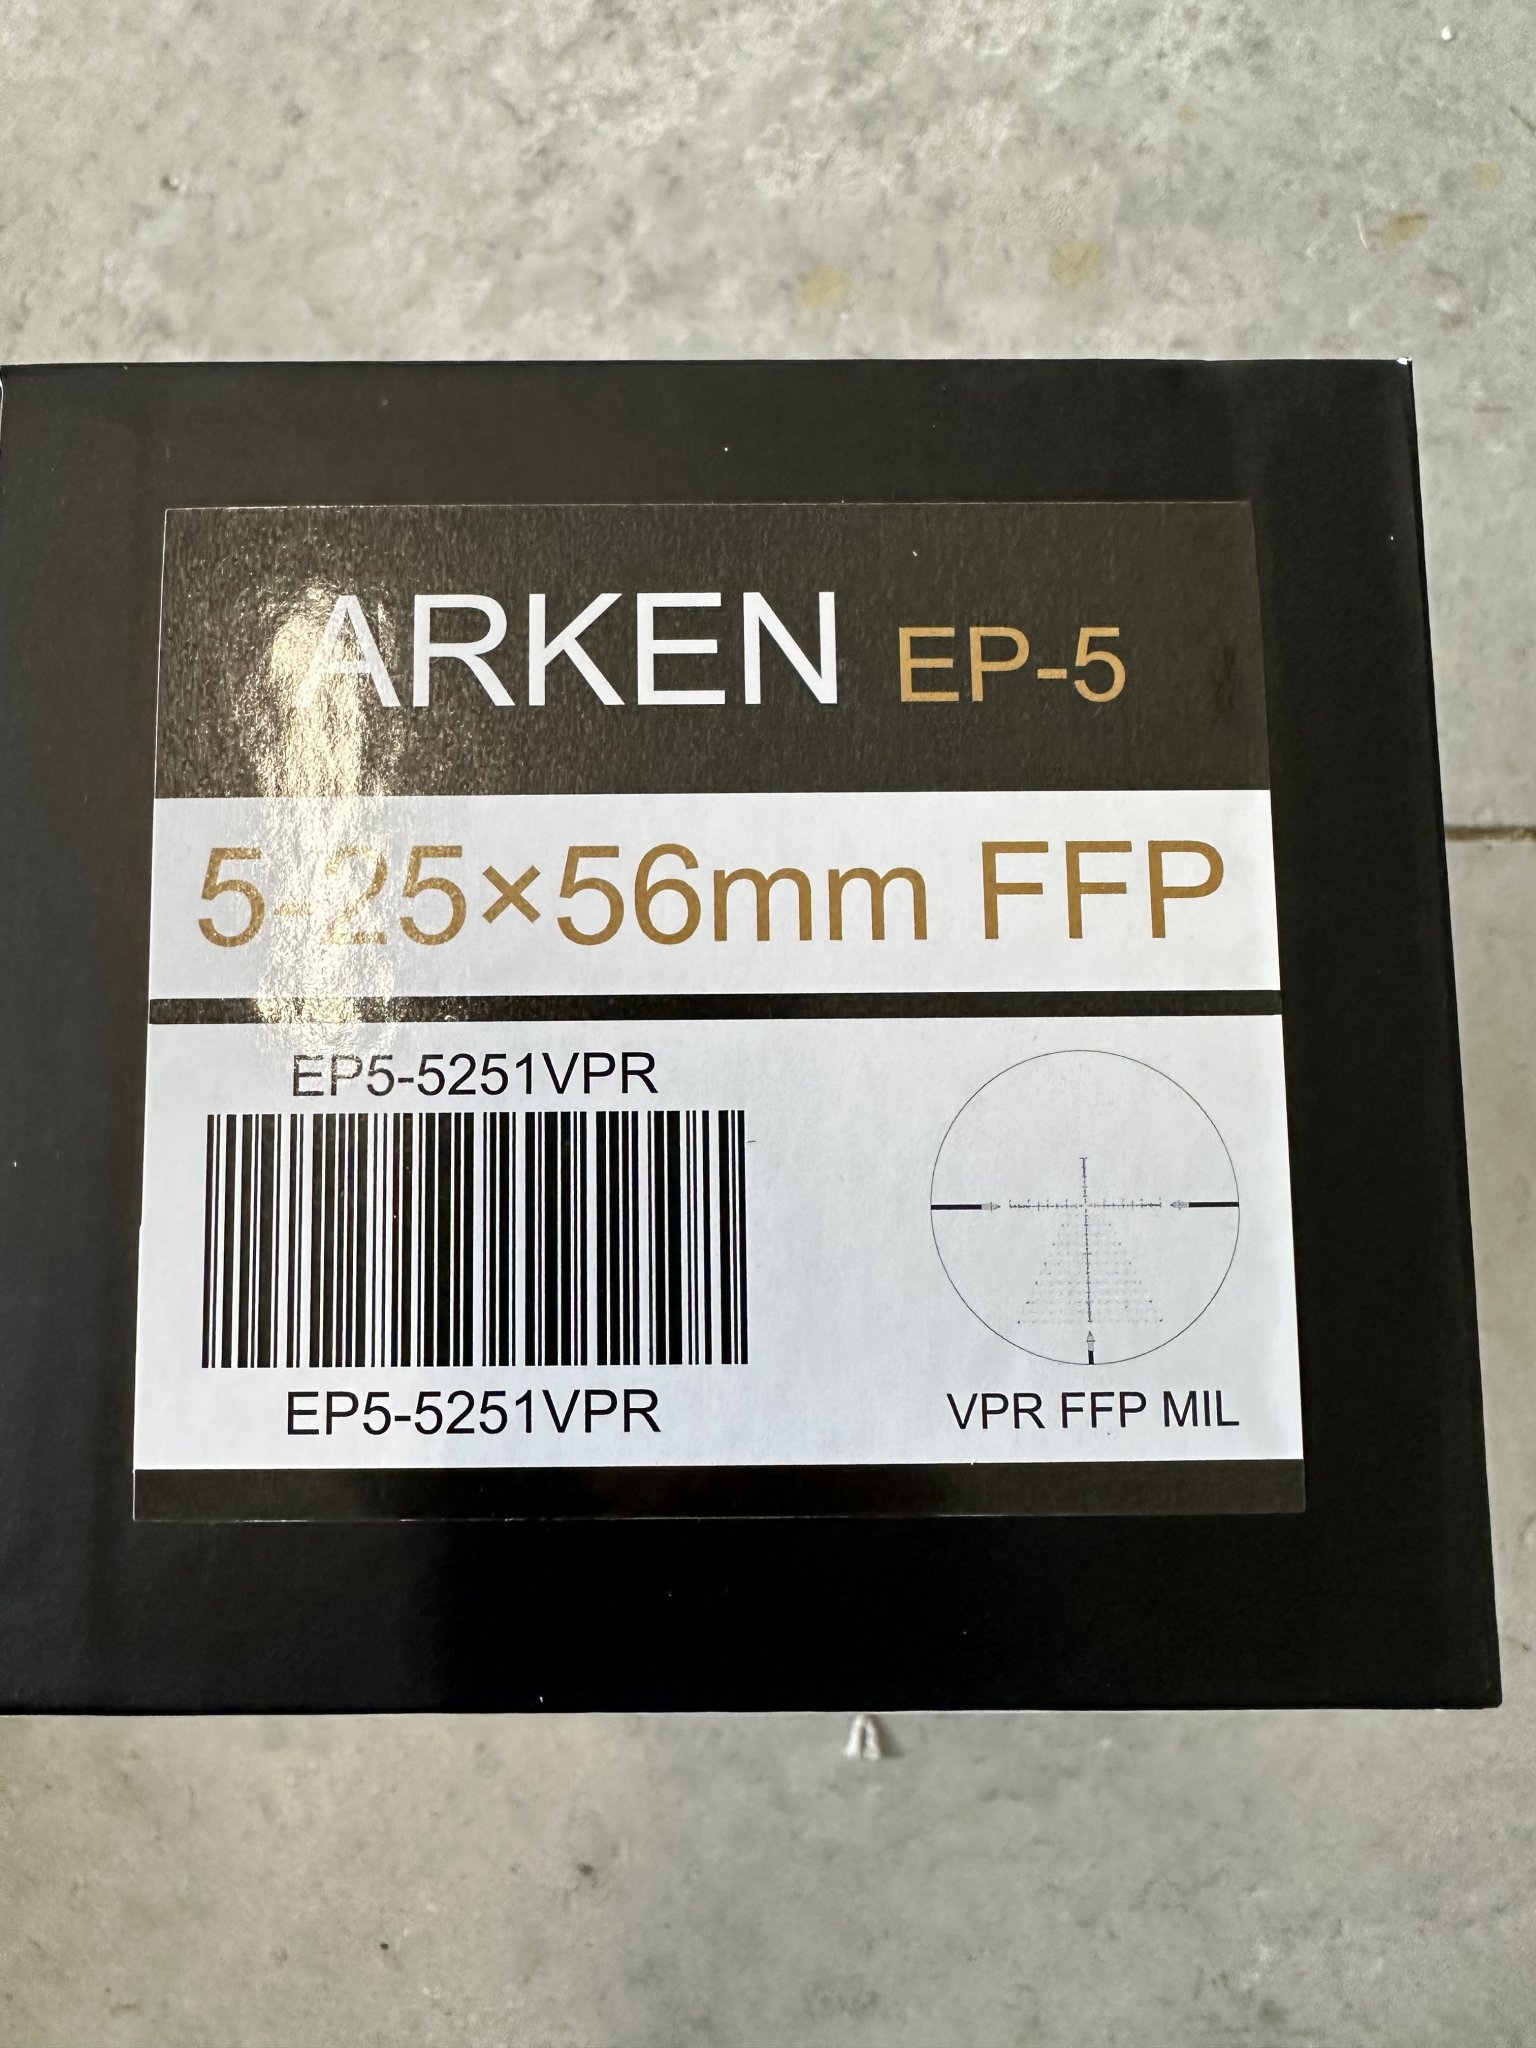 ARKEN EP-5
5-25×56mm FFP
EP5-5251VPR
EP5-5251VPR
VPR FFP MIL